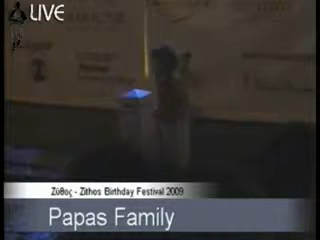 LIVE
Ζύθος - Zithos Birthday Festival 2009
Papas Family